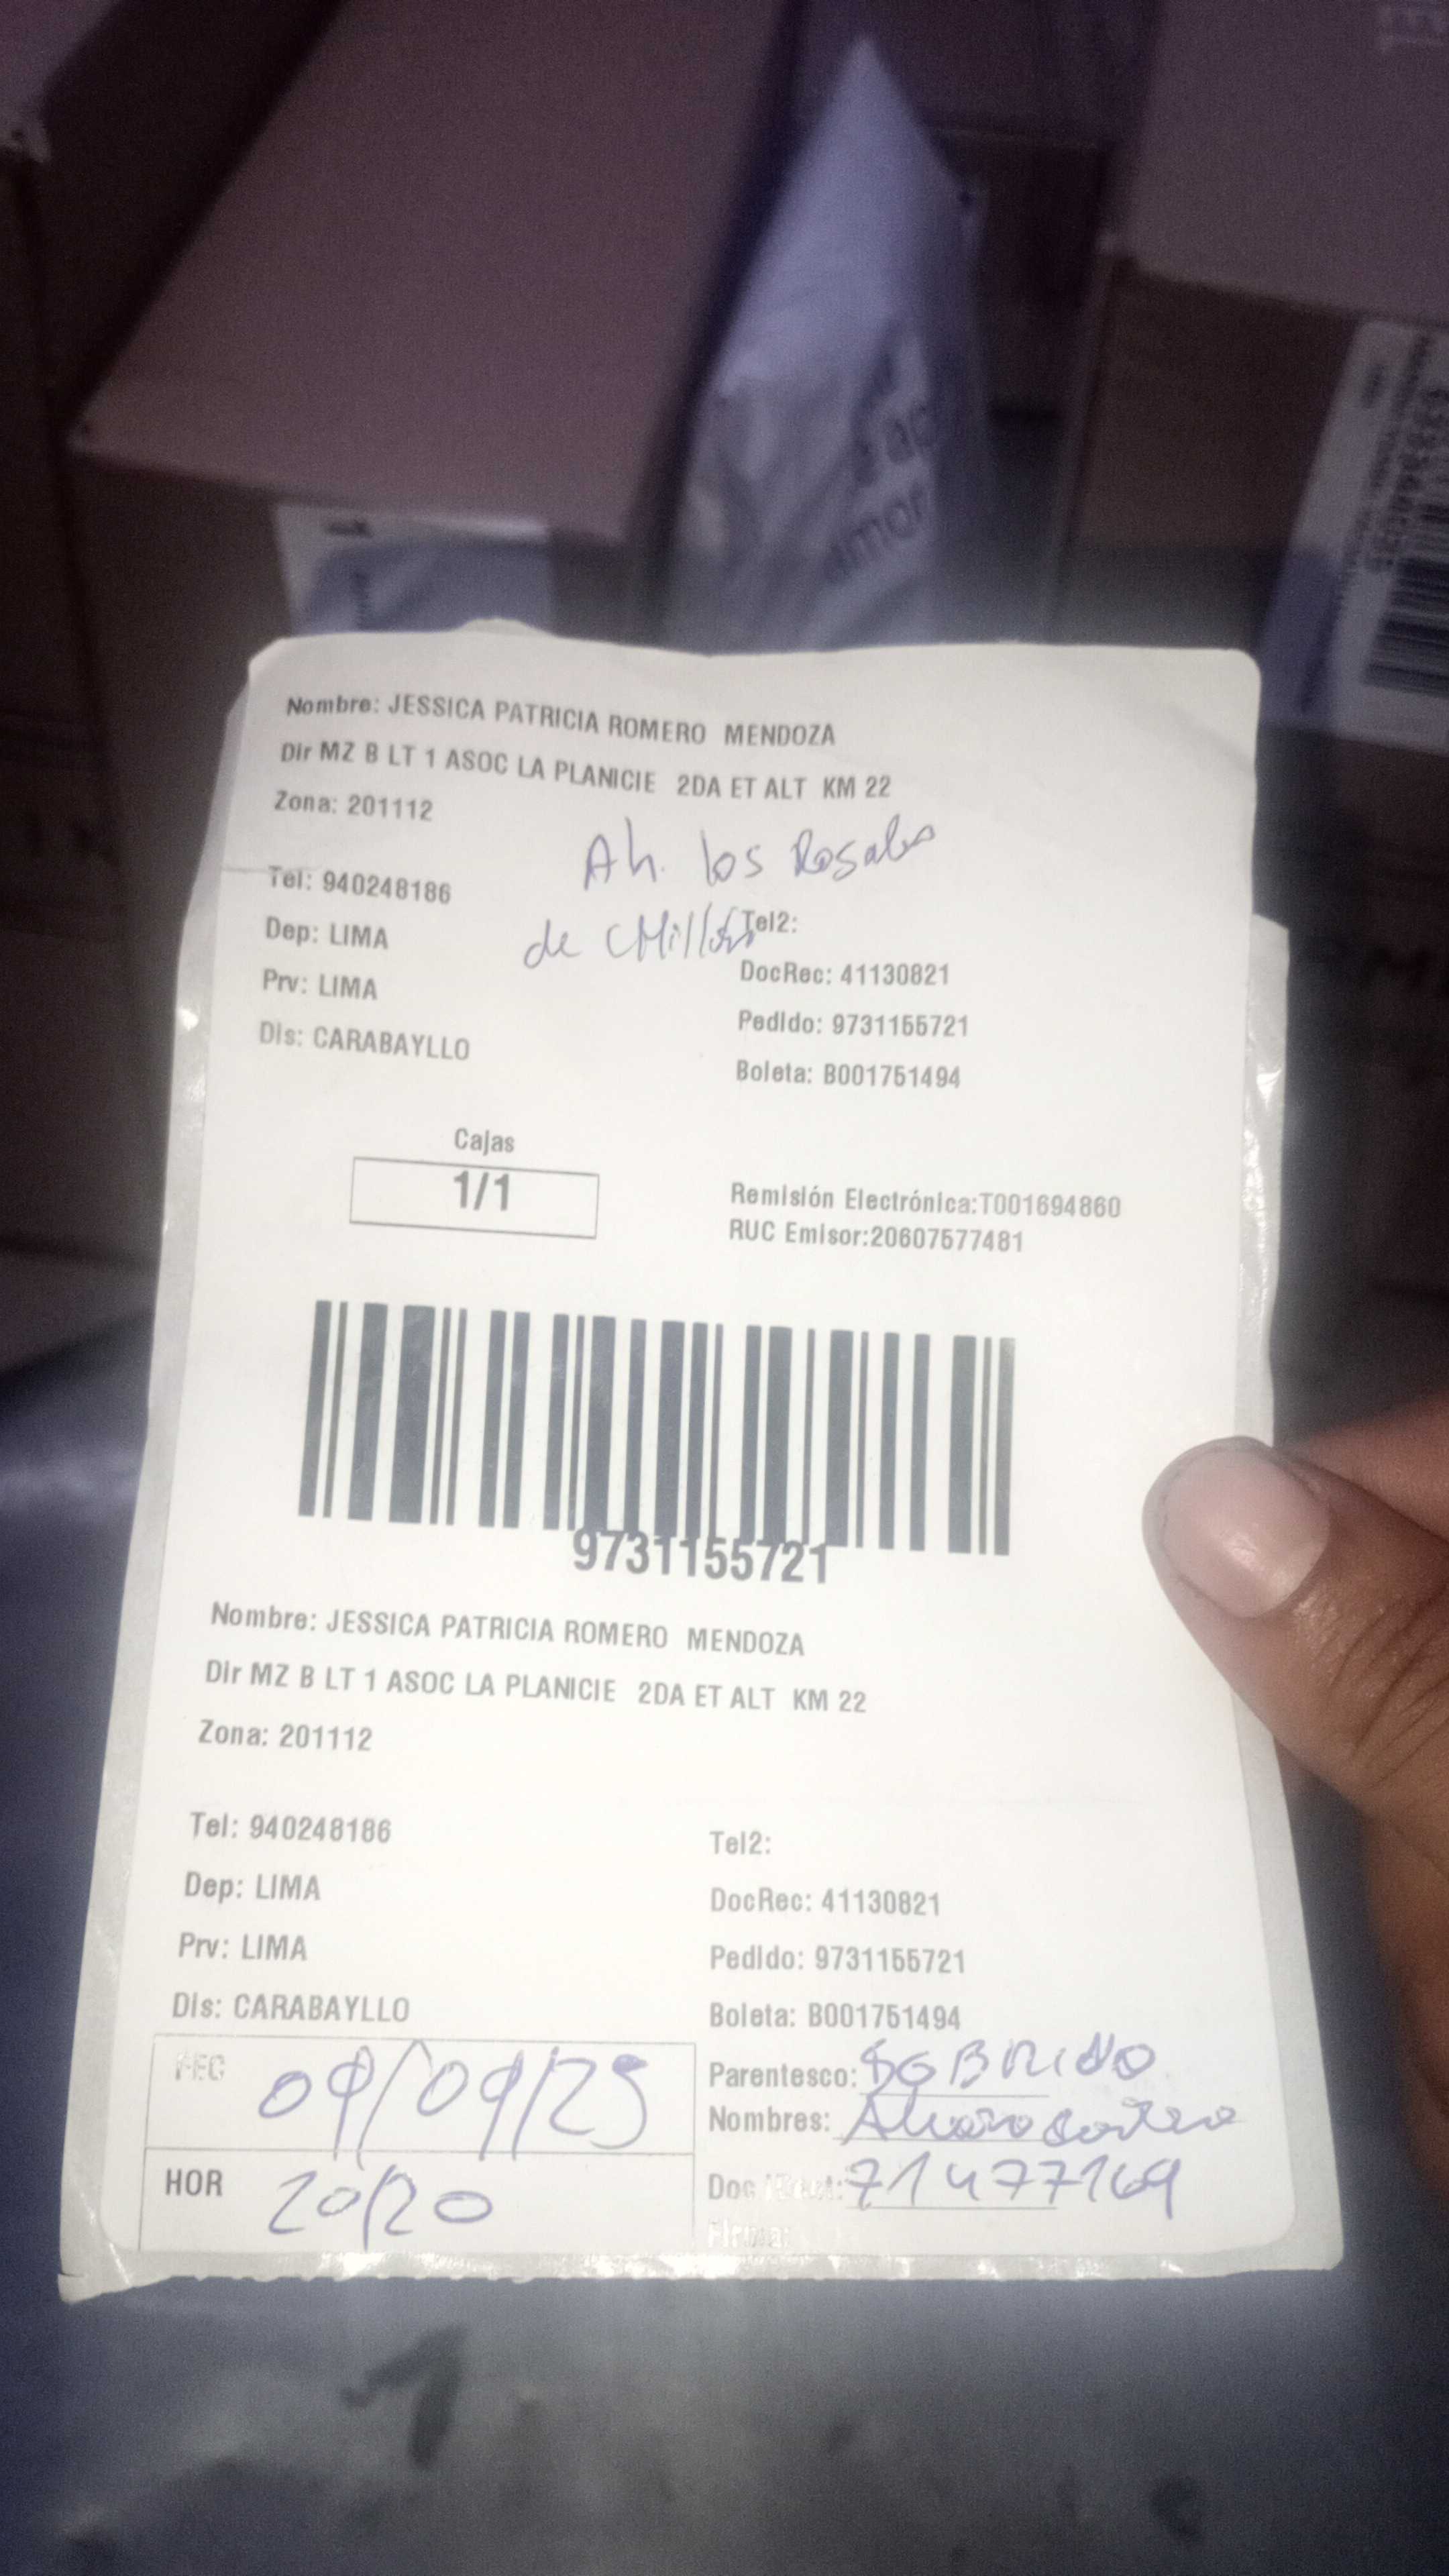 Nombre: JESSICA PATRICIA ROMERO MENDOZA
Dir MZ B LT 1 ASOC LA PLANICIE 2DA ET ALT KM 22
Zona: 201112
Ah. los Rosales
Tel: 940248186
de Chillón Tel2:
Dep: LIMA
DocRec: 41130821
Prv: LIMA
Pedido: 9731155721
Dis: CARABAYLLO
Boleta: B001751494
Cajas
1/1
Remisión Electrónica:T001694860
RUC Emisor:20607577481
9731155721
Nombre: JESSICA PATRICIA ROMERO MENDOZA
Dir MZ B LT 1 ASOC LA PLANICIE 2DA ET ALT KM 22
Zona: 201112
Tel: 940248186 Tel2:
Dep: LIMA DocRec: 41130821
Prv: LIMA Pedido: 9731155721
Dis: CARABAYLLO Boleta: B001751494
FEC 09/09/25
Parentesco: SOBRINO
Nombres: Alvaro
HOR 20/20
Doc 71477169
Firma: